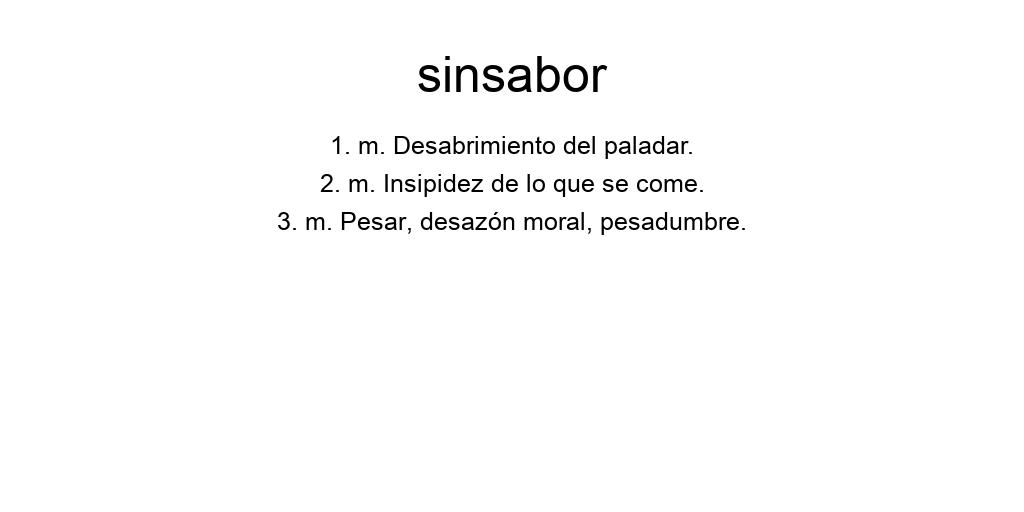 sinsabor
1. m. Desabrimiento del paladar.
2. m. Insipidez de lo que se come.
3. m. Pesar, desazón moral, pesadumbre.